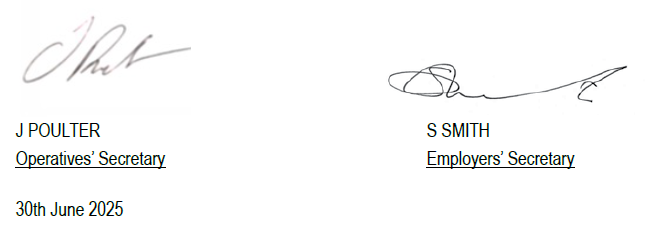 J POULTER
S SMITH
Operatives’ Secretary
Employers’ Secretary
30th June 2025